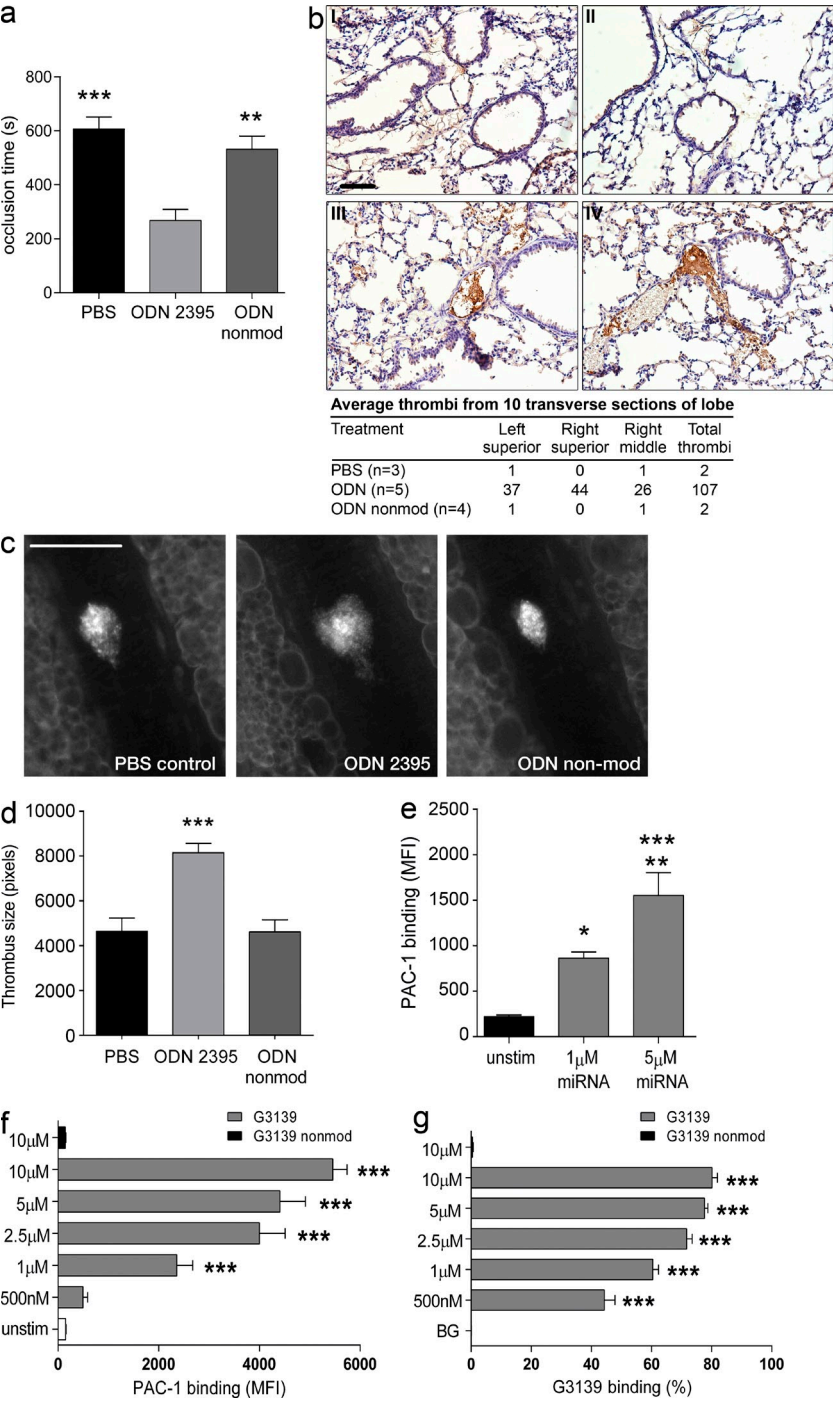 a
occlusion time (s)
800
600
400
200
0
***
**
PBS
ODN 2395
ODN
nonmod
b
I
II
III
IV
Average thrombi from 10 transverse sections of lobe
Treatment Left superior Right superior Right middle Total thrombi
PBS (n=3) 1 0 1 2
ODN (n=5) 37 44 26 107
ODN nonmod (n=4) 1 0 1 2
c
PBS control
ODN 2395
ODN non-mod
d
Thrombus size (pixels)
10000
8000
6000
4000
2000
0
***
PBS
ODN 2395
ODN
nonmod
e
PAC-1 binding (MFI)
2500
2000
1500
1000
500
0
*
***
**
unstim
1μM
miRNA
5μM
miRNA
f
G3139
G3139 nonmod
10μM
10μM ***
5μM ***
2.5μM ***
1μM ***
500nM
unstim
0 2000 4000 6000
PAC-1 binding (MFI)
g
G3139
G3139 nonmod
10μM
10μM ***
5μM ***
2.5μM ***
1μM ***
500nM ***
BG
0 20 40 60 80 100
G3139 binding (%)